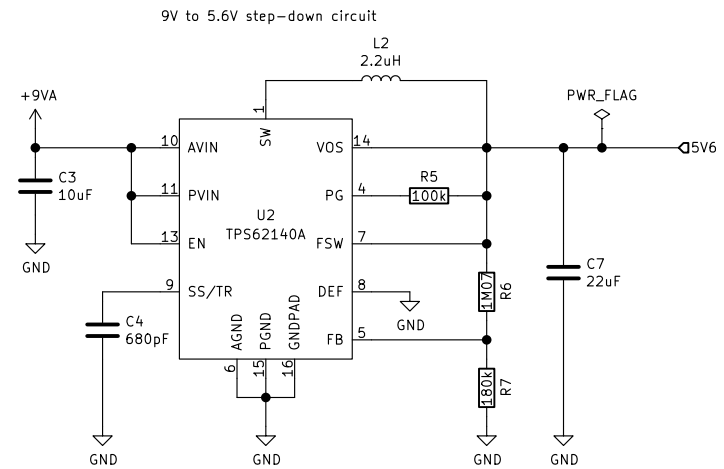 9V to 5.6V step-down circuit
L2
2.2uH
+9VA
PWR_FLAG
1
SW
10 AVIN
VOS 14
5V6
C3
10uF
11 PVIN
PG 4
R5
100k
U2
TPS62140A
13 EN
FSW 7
GND
9 SS/TR
DEF 8
GND
1M07
R6
C7
22uF
C4
680pF
AGND
PGND
GNDPAD
FB 5
6
15
16
180k
R7
GND
GND
GND
GND